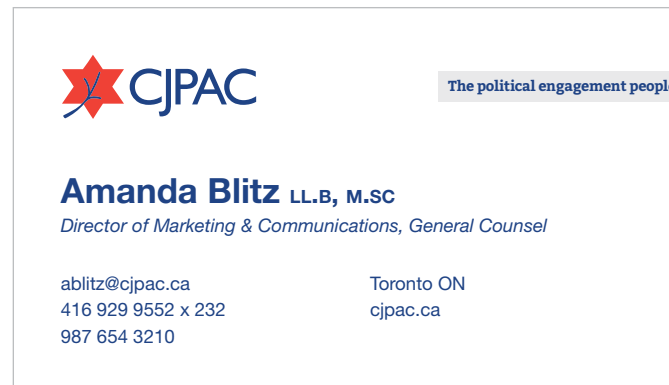 CJPAC
The political engagement people
Amanda Blitz LL.B, M.SC
Director of Marketing & Communications, General Counsel
ablitz@cjpac.ca
416 929 9552 x 232
987 654 3210
Toronto ON
cjpac.ca